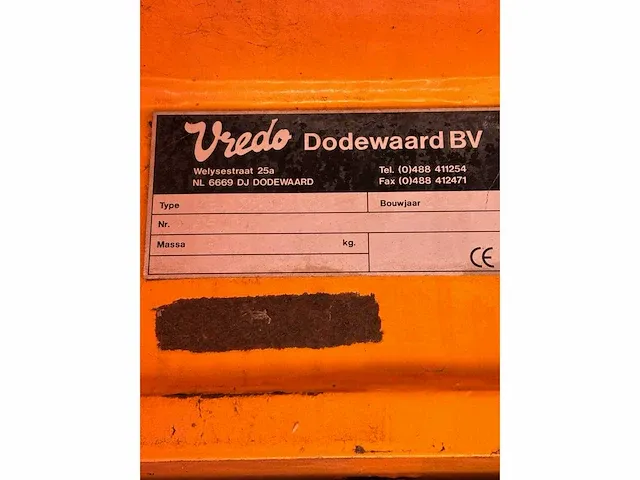 Vredo Dodewaard BV
Welysestraat 25a Tel. (0)488 411254
NL 6669 DJ DODEWAARD Fax (0)488 412471
Type Bouwjaar
Nr.
Massa kg.
CE